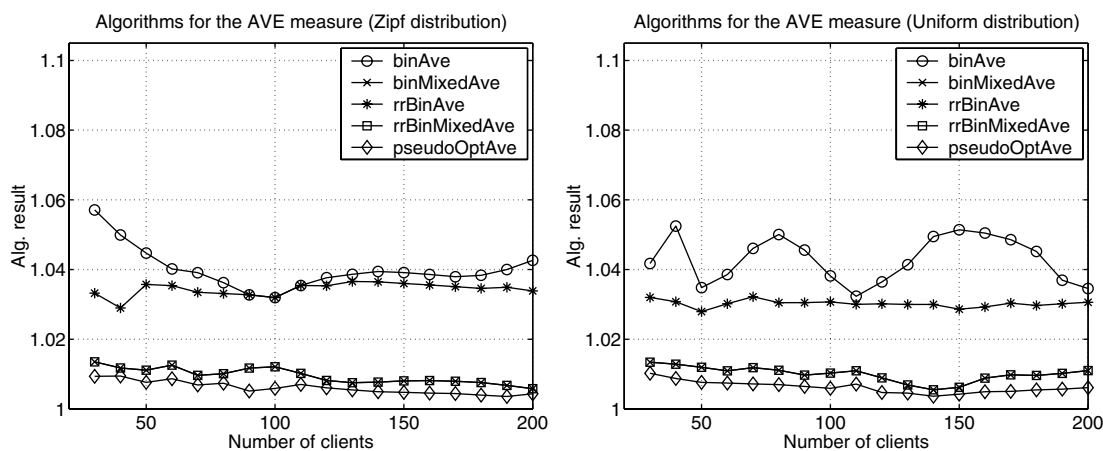 Algorithms for the AVE measure (Zipf distribution)
1.1
1.08
1.06
1.04
1.02
1
Alg. result
binAve
binMixedAve
rrBinAve
rrBinMixedAve
pseudoOptAve
50
100
150
200
Number of clients
Algorithms for the AVE measure (Uniform distribution)
1.1
1.08
1.06
1.04
1.02
1
Alg. result
binAve
binMixedAve
rrBinAve
rrBinMixedAve
pseudoOptAve
50
100
150
200
Number of clients